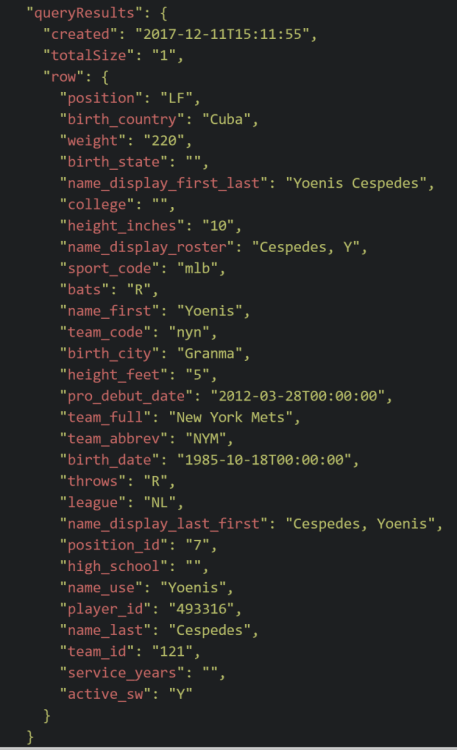 "queryResults": {
"created": "2017-12-11T15:11:55",
"totalSize": "1",
"row": {
"position": "LF",
"birth_country": "Cuba",
"weight": "220",
"birth_state": "",
"name_display_first_last": "Yoenis Cespedes",
"college": "",
"height_inches": "10",
"name_display_roster": "Cespedes, Y",
"sport_code": "mlb",
"bats": "R",
"name_first": "Yoenis",
"team_code": "nyn",
"birth_city": "Granma",
"height_feet": "5",
"pro_debut_date": "2012-03-28T00:00:00",
"team_full": "New York Mets",
"team_abbrev": "NYM",
"birth_date": "1985-10-18T00:00:00",
"throws": "R",
"league": "NL",
"name_display_last_first": "Cespedes, Yoenis",
"position_id": "7",
"high_school": "",
"name_use": "Yoenis",
"player_id": "493316",
"name_last": "Cespedes",
"team_id": "121",
"service_years": "",
"active_sw": "Y"
}
}